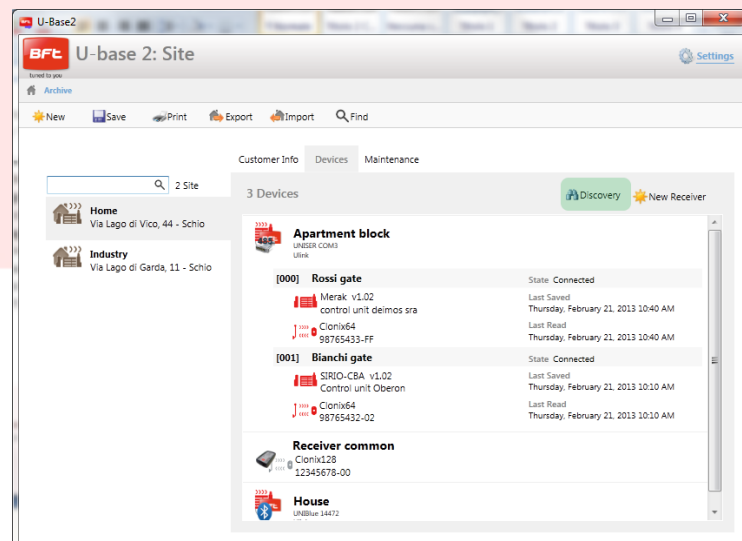 U-Base2
BFt
tuned to you
U-base 2: Site
Settings
Archive
New Save Print Export Import Find
Customer Info Devices Maintenance
2 Site
Home
Via Lago di Vico, 44 - Schio
Industry
Via Lago di Garda, 11 - Schio
3 Devices
Discovery
New Receiver
Apartment block
UNISER COM3
Ulink
[000] Rossi gate State Connected
Merak v1.02
control unit deimos sra
Last Saved
Thursday, February 21, 2013 10:40 AM
Clonix64
98765433-FF
Last Read
Thursday, February 21, 2013 10:40 AM
[001] Bianchi gate State Connected
SIRIO-CBA v1.02
Control unit Oberon
Last Saved
Thursday, February 21, 2013 10:10 AM
Clonix64
98765432-02
Last Read
Thursday, February 21, 2013 10:10 AM
Receiver common
Clonix128
12345678-00
House
UNIBlue 14472